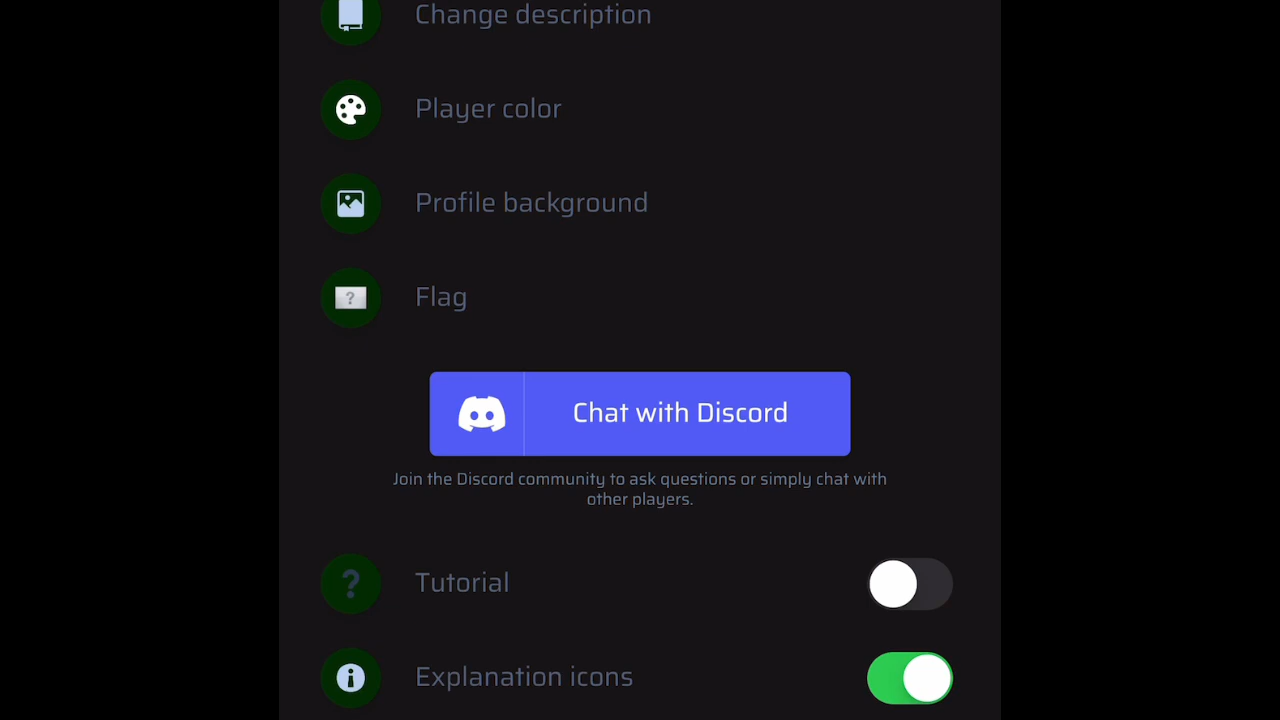 Change description
Player color
Profile background
?
Flag
Chat with Discord
Join the Discord community to ask questions or simply chat with
other players.
?
Tutorial
Explanation icons